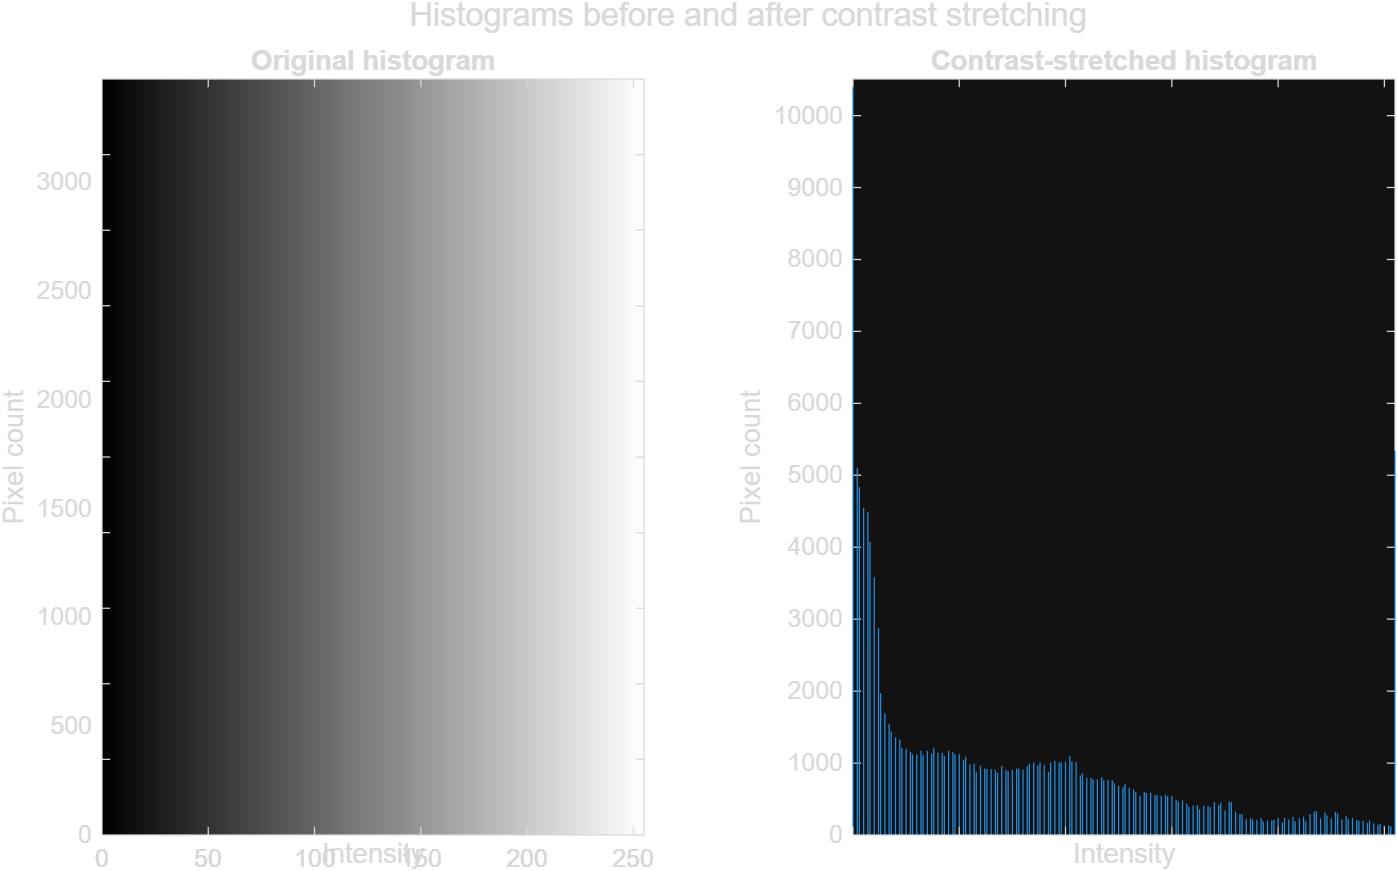 Histograms before and after contrast stretching
Original histogram
3000
2500
2000
1500
1000
500
0
Pixel count
0 50 100 150 200 250
Intensity
Contrast-stretched histogram
10000
9000
8000
7000
6000
5000
4000
3000
2000
1000
0
Pixel count
Intensity